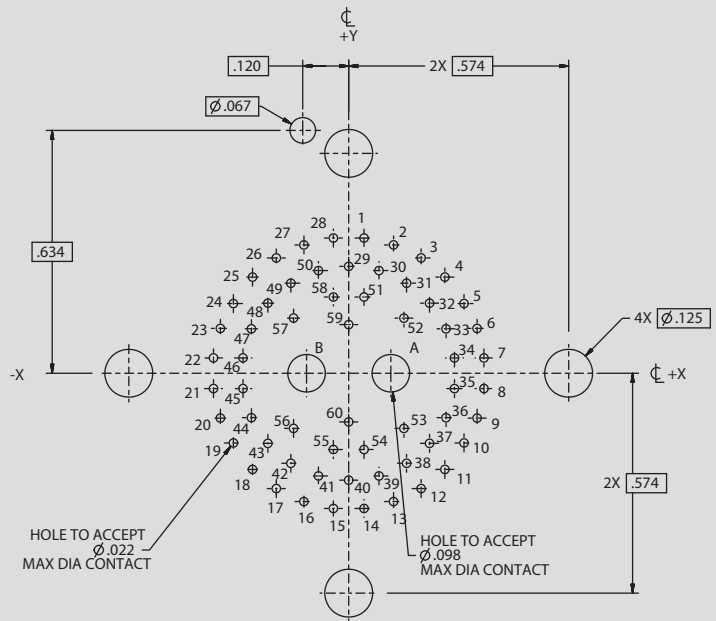 ℄
+Y
.120
2X .574
Ø.067
28 1
27 2
26 3
29
50 30
25 4
49 31
58 51
24 32 5
48
57 59 52
23 33 6
47
B A
34
22 7
46
-X
℄ +X
4X Ø.125
.634
35
21 8
45
20 44 60 36 9
56 53
19 43 37 10
55 54
42 38
18 11
41 40 39
17 12
16 15 14 13
2X .574
HOLE TO ACCEPT
Ø.022
MAX DIA CONTACT
HOLE TO ACCEPT
Ø.098
MAX DIA CONTACT